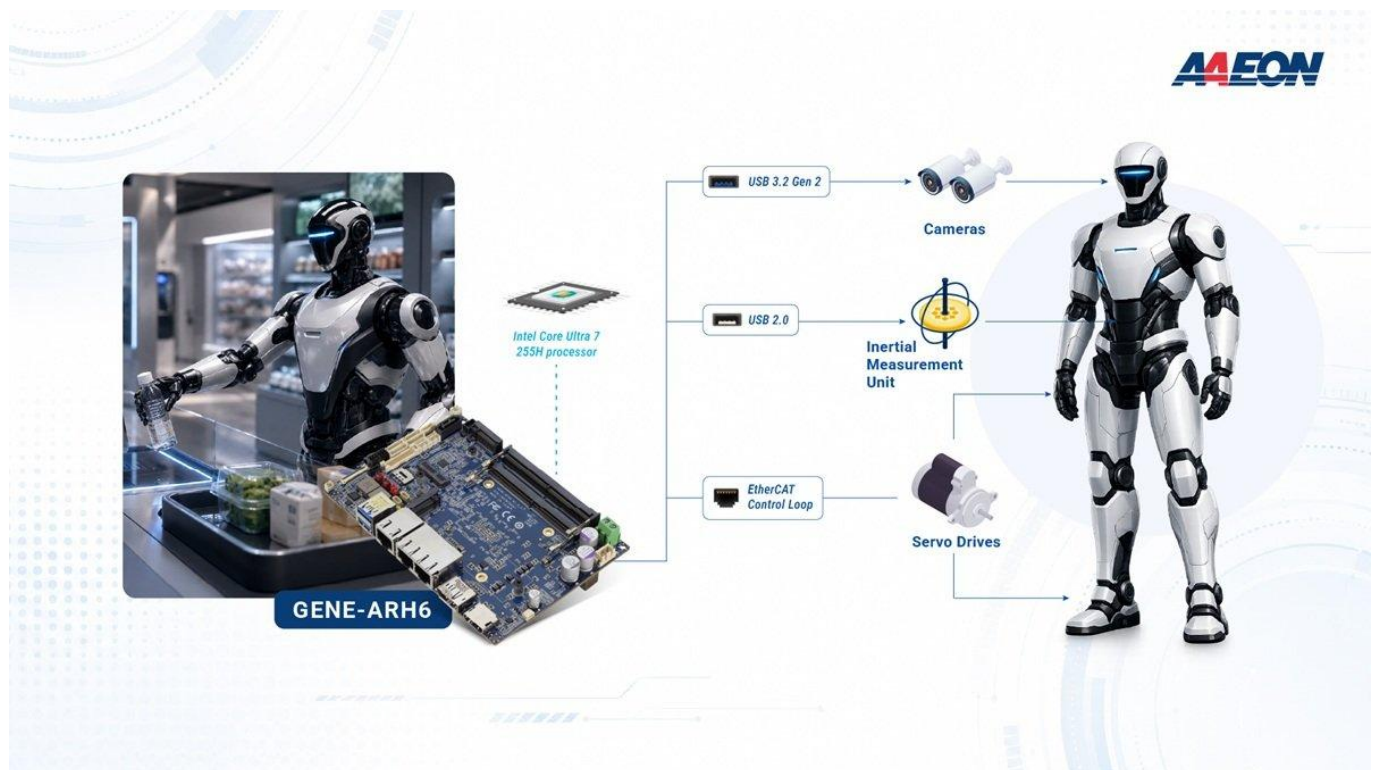 AAEON
USB 3.2 Gen 2
Cameras
Intel Core Ultra 7
255H processor
USB 2.0
Inertial
Measurement
Unit
EtherCAT
Control Loop
Servo Drives
GENE-ARH6